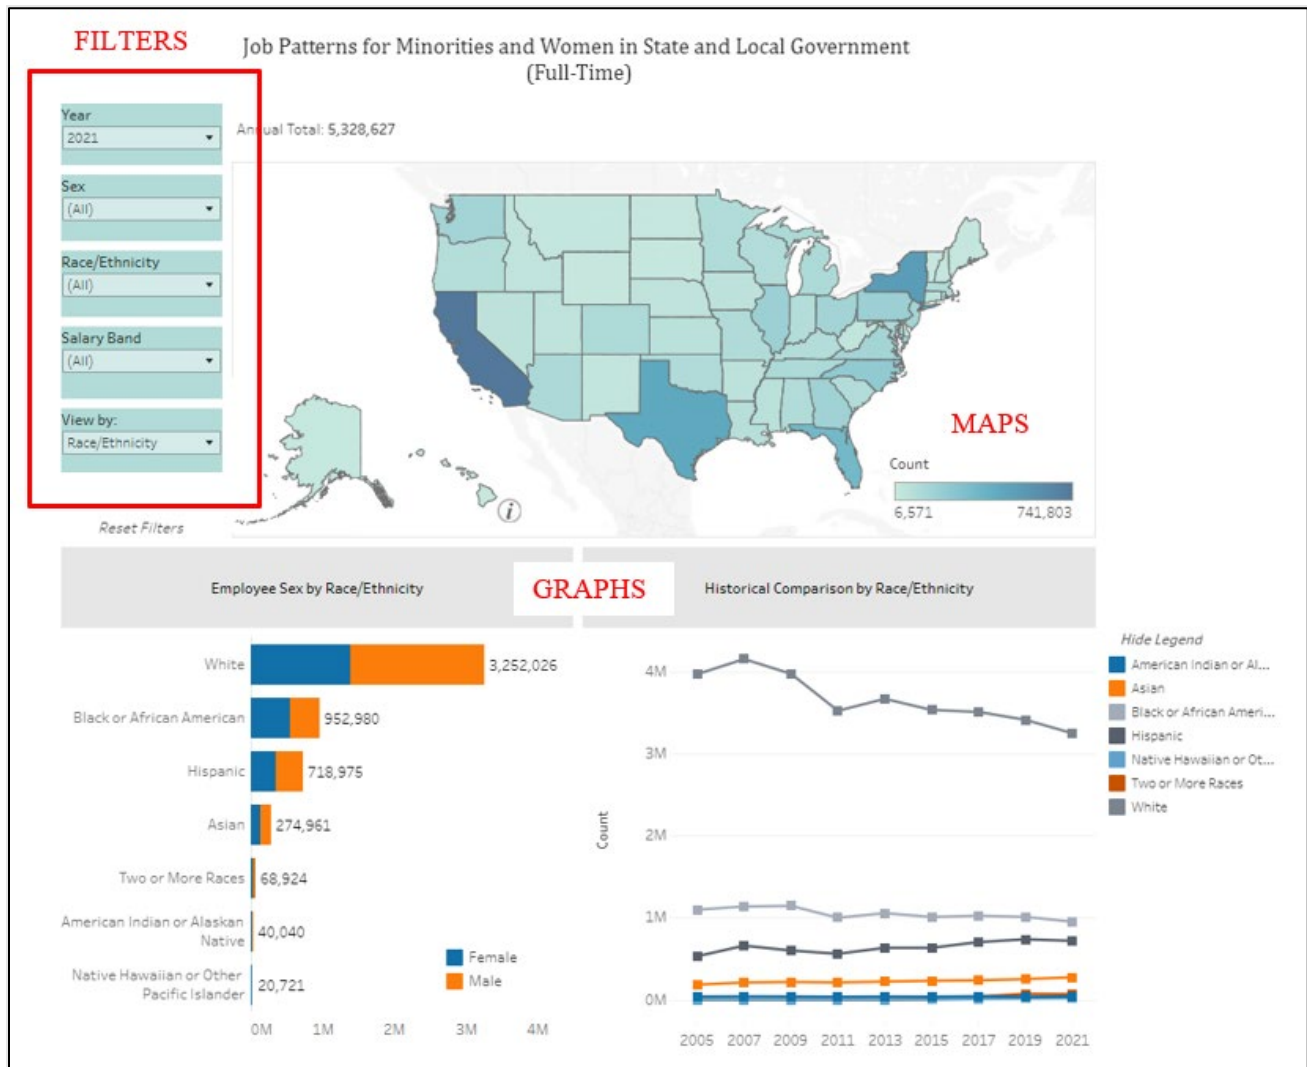 FILTERS
Job Patterns for Minorities and Women in State and Local Government
(Full-Time)
Year
2021
Annual Total: 5,328,627
Sex
(All)
Race/Ethnicity
(All)
Salary Band
(All)
View by:
Race/Ethnicity
Reset Filters
MAPS
Count
6,571
741,803
i
Employee Sex by Race/Ethnicity
GRAPHS
Historical Comparison by Race/Ethnicity
White
3,252,026
Black or African American
952,980
Hispanic
718,975
Asian
274,961
Two or More Races
68,924
American Indian or Alaskan
Native
40,040
Native Hawaiian or Other
Pacific Islander
20,721
Female
Male
0M
1M
2M
3M
4M
Count
4M
3M
2M
1M
0M
2005
2007
2009
2011
2013
2015
2017
2019
2021
Hide Legend
American Indian or Al...
Asian
Black or African Ameri...
Hispanic
Native Hawaiian or Ot...
Two or More Races
White